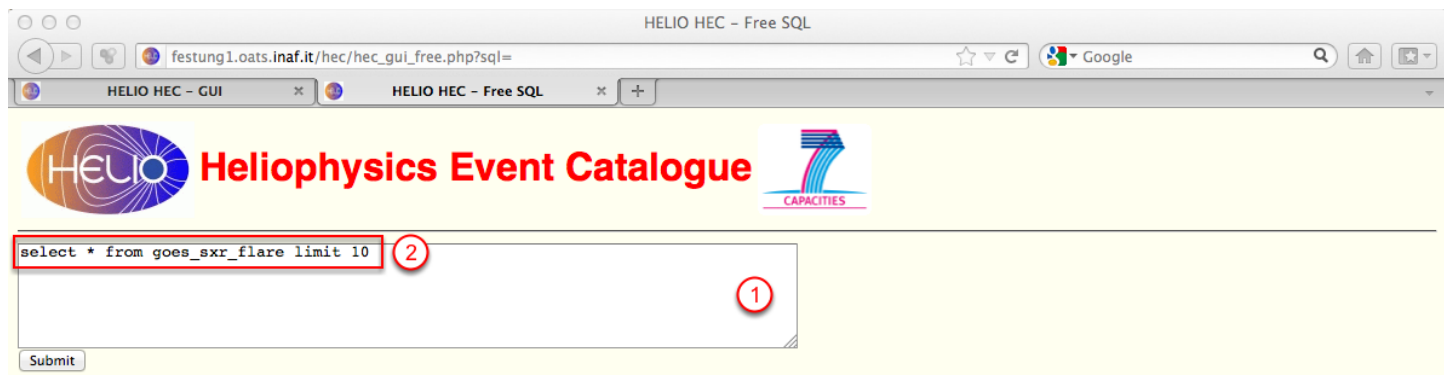 HELIO HEC – Free SQL
festung1.oats.inaf.it/hec/hec_gui_free.php?sql=
Google
HELIO HEC – GUI
HELIO HEC – Free SQL
HELIO
Heliophysics Event Catalogue
7
CAPACITIES
select * from goes_sxr_flare limit 10
2
1
Submit